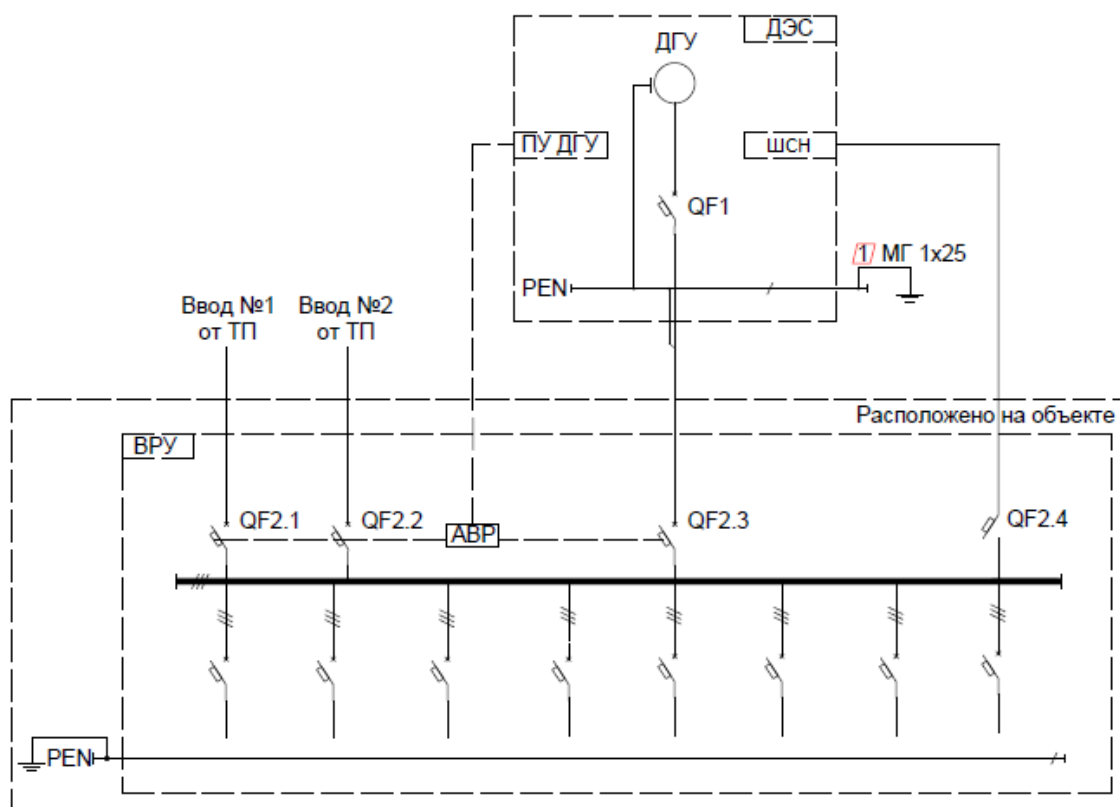 ДЭС
ДГУ
ПУ ДГУ
ШСН
QF1
1 МГ 1х25
PEN
Ввод №1
от ТП
Ввод №2
от ТП
Расположено на объекте
ВРУ
QF2.1
QF2.2
АВР
QF2.3
QF2.4
PEN